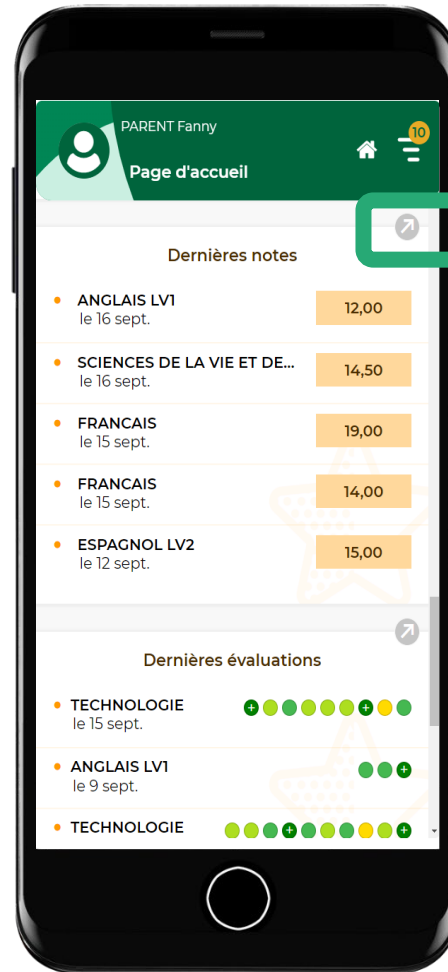 PARENT Fanny
10
Page d'accueil
Dernières notes
ANGLAIS LV1
12,00
le 16 sept.
SCIENCES DE LA VIE ET DE...
14,50
le 16 sept.
FRANCAIS
19,00
le 15 sept.
FRANCAIS
14,00
le 15 sept.
ESPAGNOL LV2
15,00
le 12 sept.
Dernières évaluations
TECHNOLOGIE
+ +
le 15 sept.
ANGLAIS LV1
+
le 9 sept.
TECHNOLOGIE
+ +